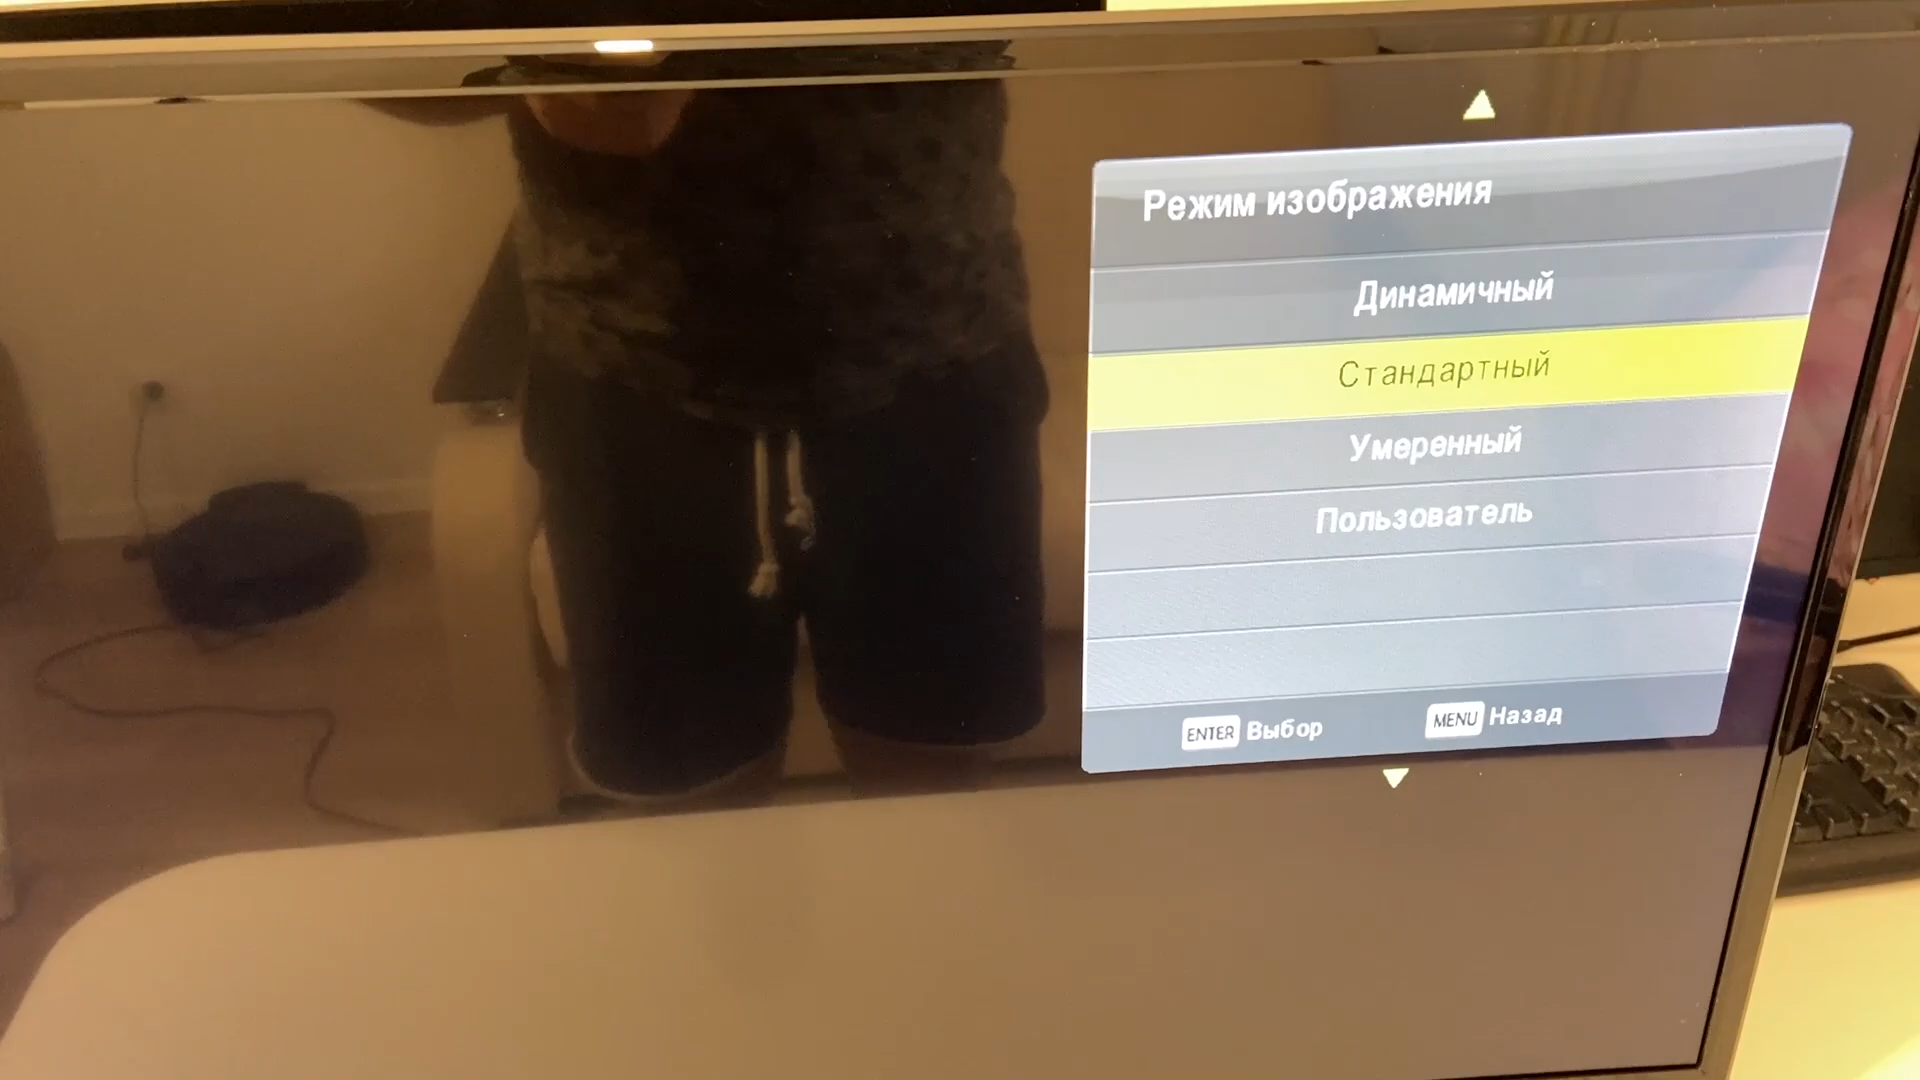 Режим изображения
Динамичный
Стандартный
Умеренный
Пользователь
ENTER Выбор MENU Назад